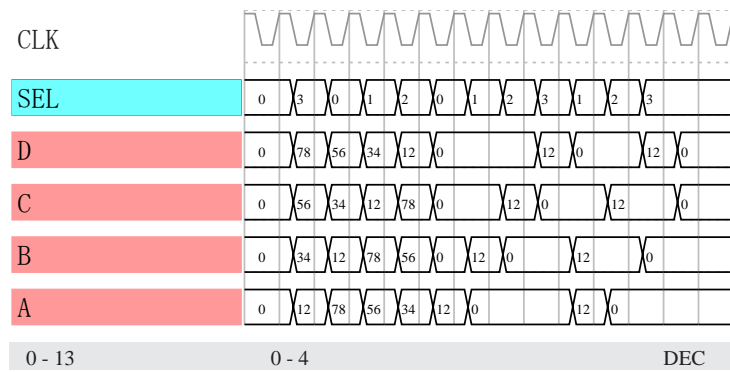 CLK
SEL 0 3 0 1 2 0 1 2 3 1 2 3
D 0 78 56 34 12 0 12 0 12 0
C 0 56 34 12 78 0 12 0 12 0
B 0 34 12 78 56 0 12 0 12 0
A 0 12 78 56 34 12 0 12 0
0 - 13 0 - 4 DEC